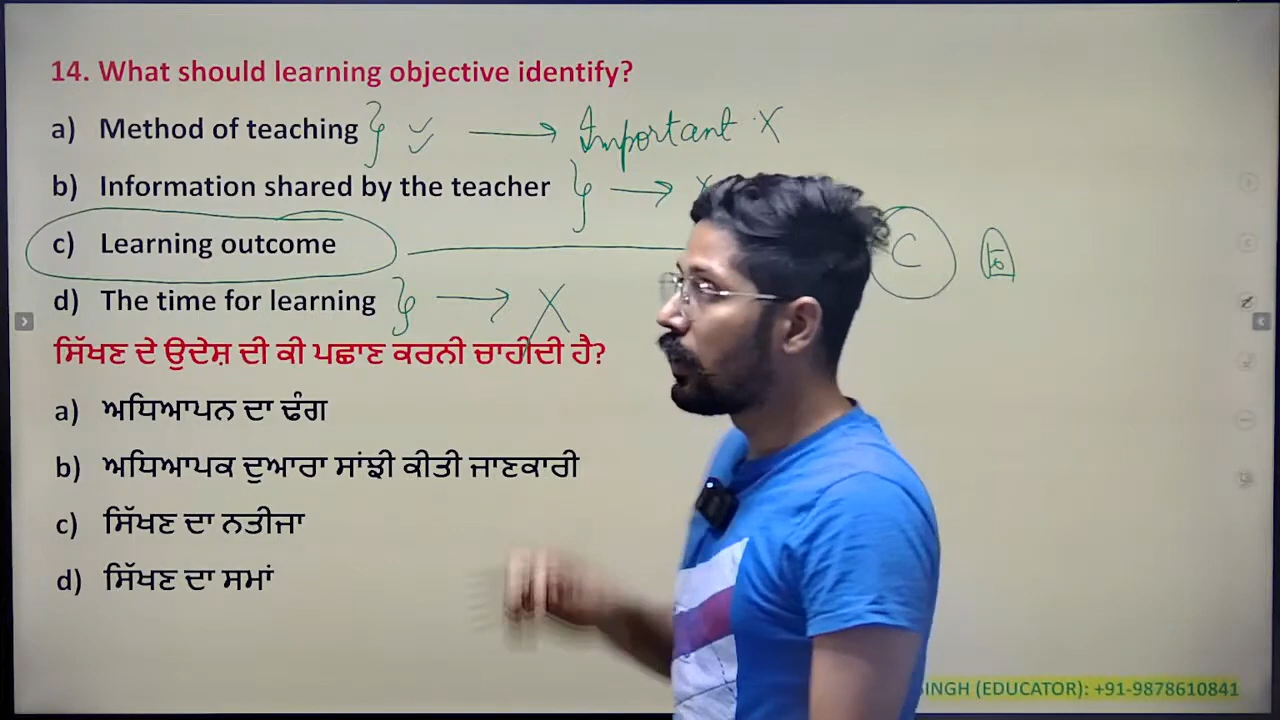 14. What should learning objective identify?
a) Method of teaching Important X
b) Information shared by the teacher
c) Learning outcome C
d) The time for learning X
ਸਿੱਖਣ ਦੇ ਉਦੇਸ਼ ਦੀ ਕੀ ਪਛਾਣ ਕਰਨੀ ਚਾਹੀਦੀ ਹੈ?
a) ਅਧਿਆਪਨ ਦਾ ਢੰਗ
b) ਅਧਿਆਪਕ ਦੁਆਰਾ ਸਾਂਝੀ ਕੀਤੀ ਜਾਣਕਾਰੀ
c) ਸਿੱਖਣ ਦਾ ਨਤੀਜਾ
d) ਸਿੱਖਣ ਦਾ ਸਮਾਂ
(EDUCATOR): +91-9878610841